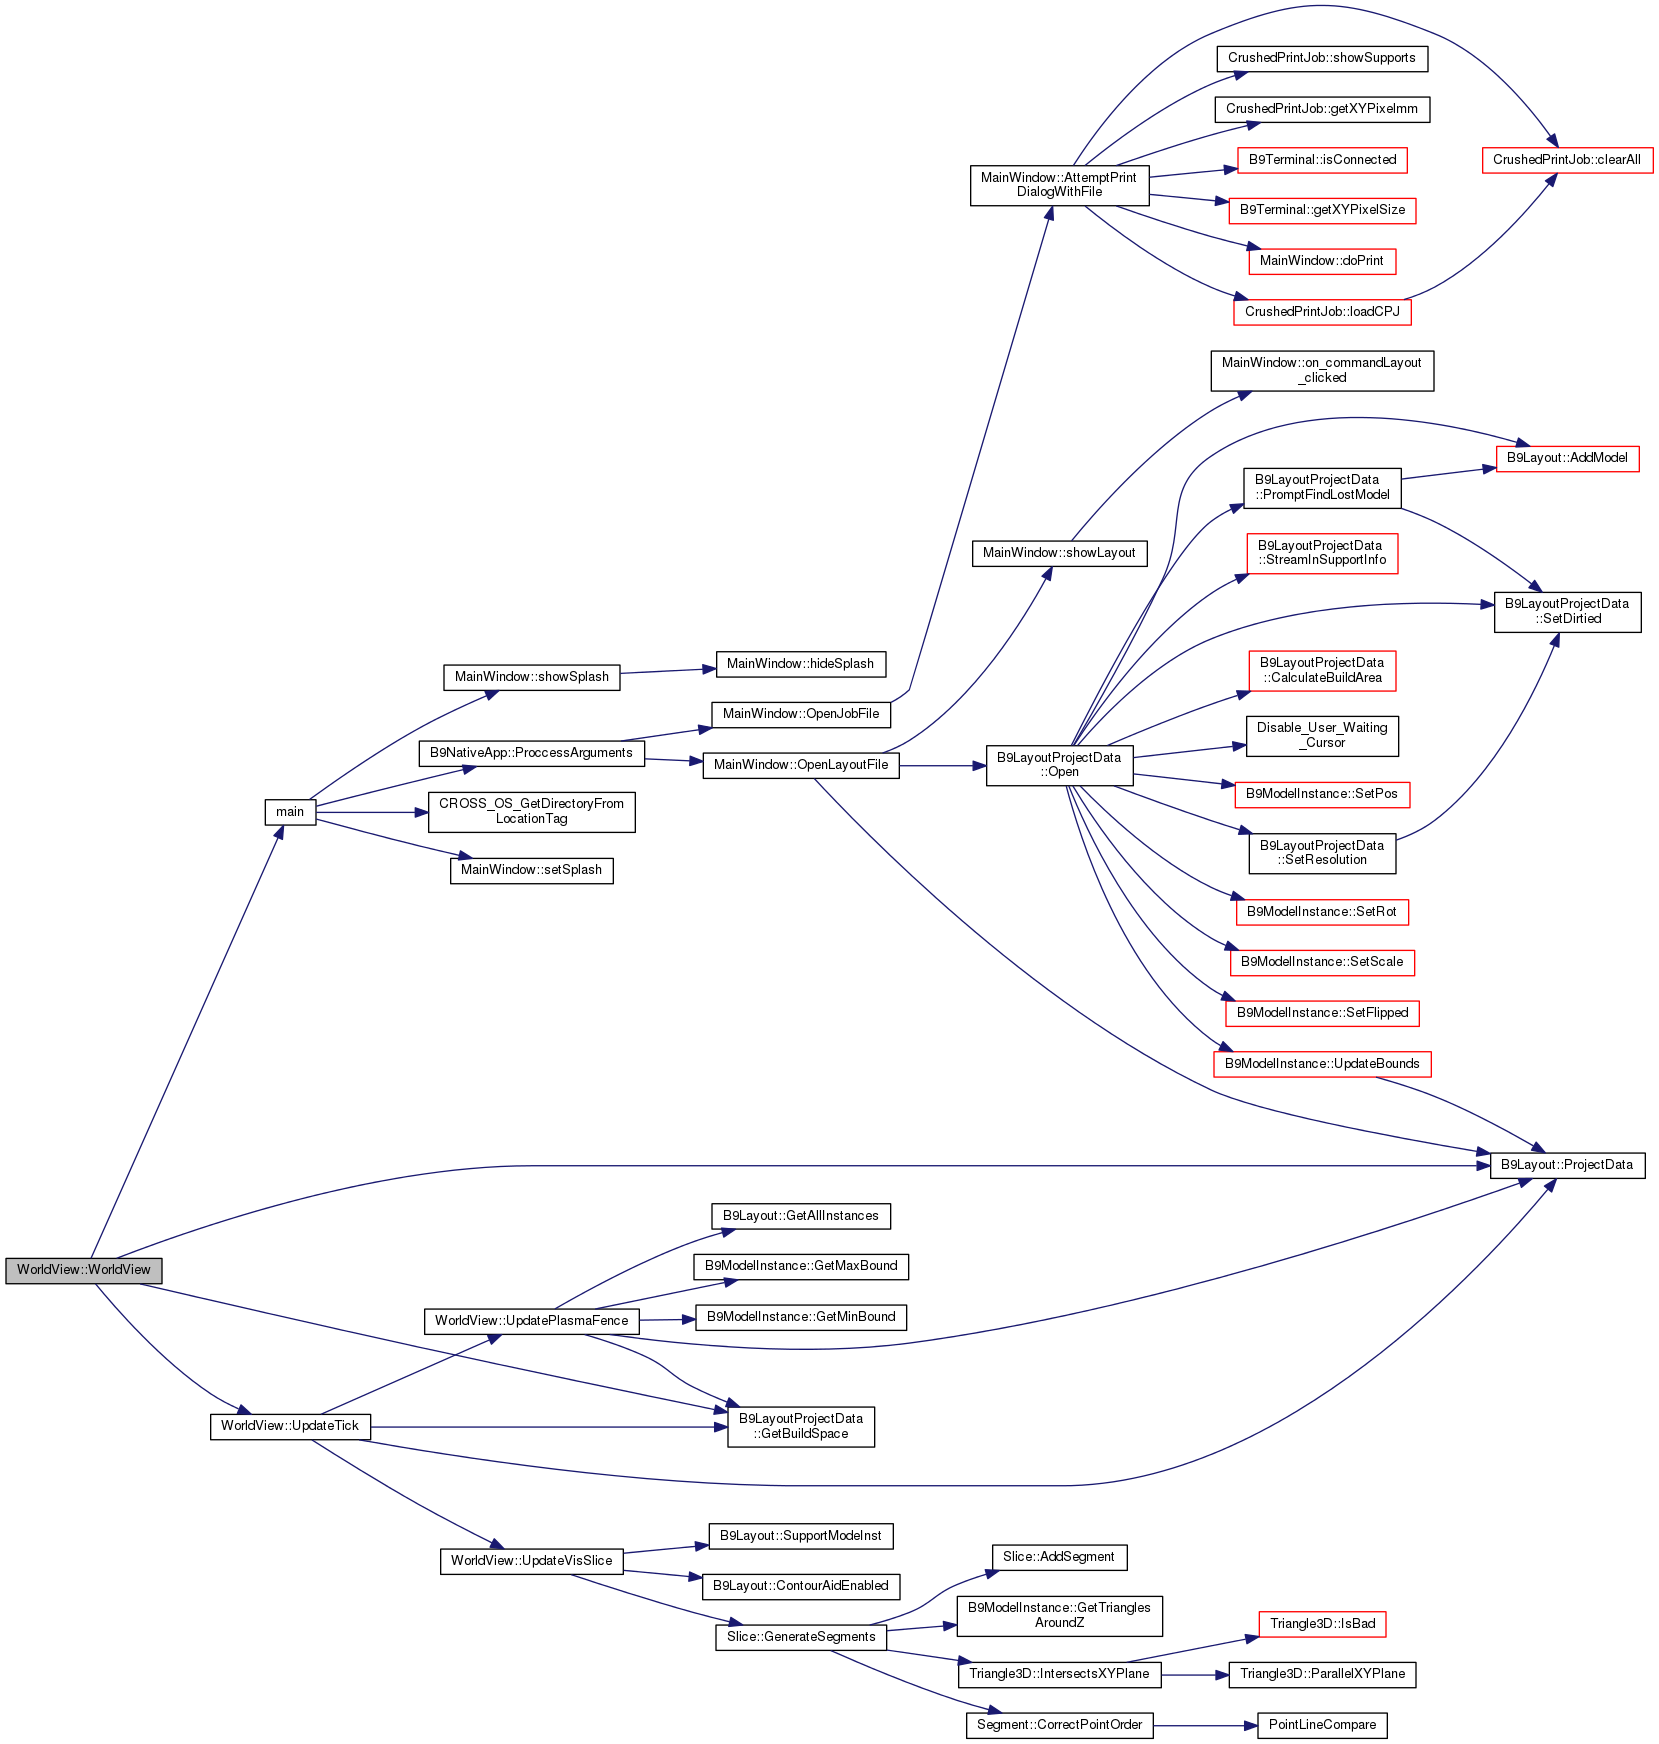 CrushedPrintJob::showSupports
CrushedPrintJob::getXYPixelmm
B9Terminal::isConnected
CrushedPrintJob::clearAll
MainWindow::AttemptPrint
DialogWithFile
B9Terminal::getXYPixelSize
MainWindow::doPrint
CrushedPrintJob::loadCPJ
MainWindow::on_commandLayout
_clicked
B9Layout::AddModel
B9LayoutProjectData
::PromptFindLostModel
MainWindow::showLayout
B9LayoutProjectData
::StreamInSupportInfo
B9LayoutProjectData
::SetDirtied
MainWindow::hideSplash
MainWindow::showSplash
B9LayoutProjectData
::CalculateBuildArea
MainWindow::OpenJobFile
B9NativeApp::ProccessArguments
Disable_User_Waiting
_Cursor
MainWindow::OpenLayoutFile
B9LayoutProjectData
::Open
B9ModelInstance::SetPos
main
CROSS_OS_GetDirectoryFrom
LocationTag
B9LayoutProjectData
::SetResolution
MainWindow::setSplash
B9ModelInstance::SetRot
B9ModelInstance::SetScale
B9ModelInstance::SetFlipped
B9ModelInstance::UpdateBounds
B9Layout::ProjectData
B9Layout::GetAllInstances
WorldView::WorldView
B9ModelInstance::GetMaxBound
WorldView::UpdatePlasmaFence
B9ModelInstance::GetMinBound
WorldView::UpdateTick
B9LayoutProjectData
::GetBuildSpace
B9Layout::SupportModeInst
WorldView::UpdateVisSlice
B9Layout::ContourAidEnabled
Slice::AddSegment
B9ModelInstance::GetTriangles
AroundZ
Slice::GenerateSegments
Triangle3D::IsBad
Triangle3D::IntersectsXYPlane
Triangle3D::ParallelXYPlane
Segment::CorrectPointOrder
PointLineCompare